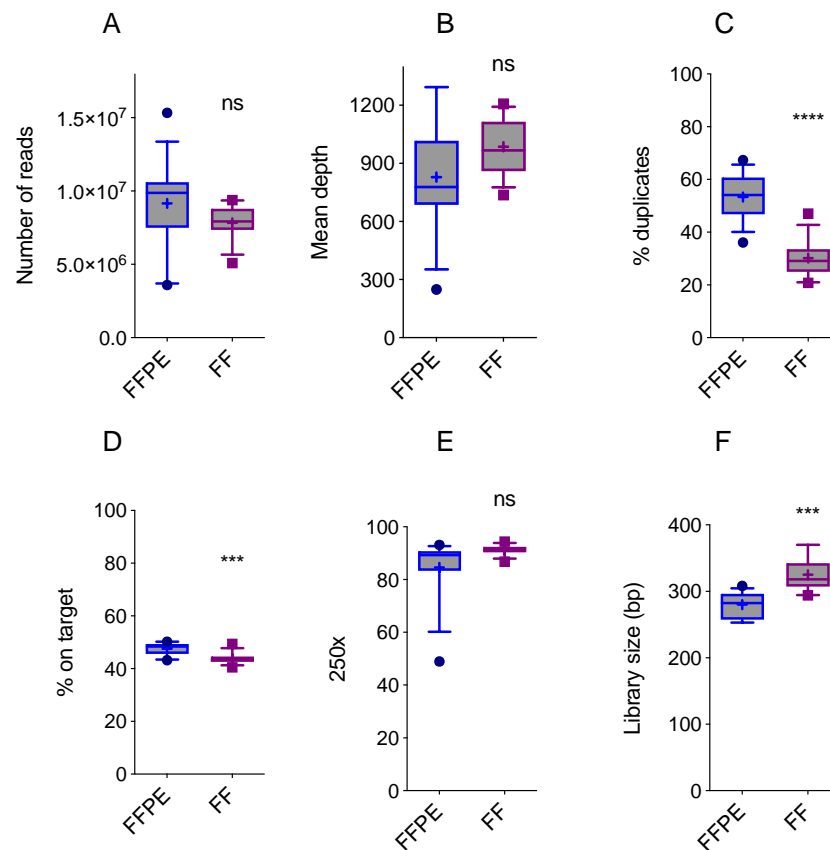 A
Number of reads
1.5×10⁷
1.0×10⁷
5.0×10⁶
0.0
ns
FFPE
FF
B
Mean depth
1200
900
600
300
0
ns
FFPE
FF
C
% duplicates
100
80
60
40
20
0
****
FFPE
FF
D
% on target
100
80
60
40
20
0
***
FFPE
FF
E
250x
100
80
60
40
20
0
ns
FFPE
FF
F
Library size (bp)
400
300
200
100
0
***
FFPE
FF